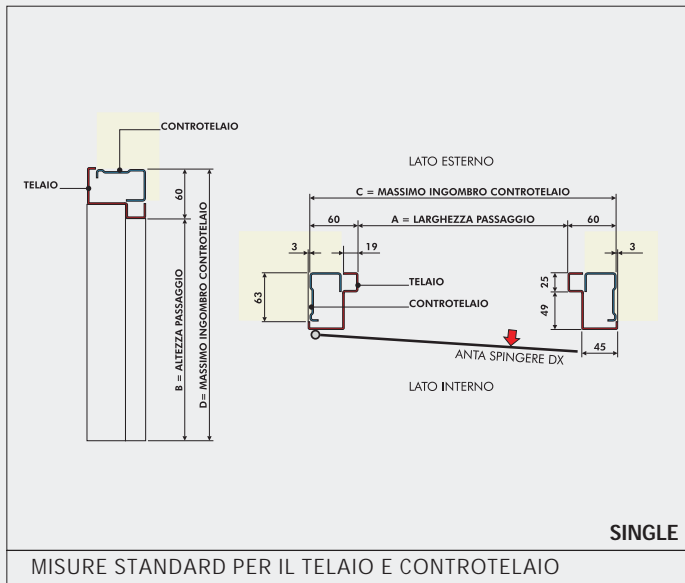 CONTROTELAIO
TELAIO
60
B = ALTEZZA PASSAGGIO
D= MASSIMO INGOMBRO CONTROTELAIO
LATO ESTERNO
C = MASSIMO INGOMBRO CONTROTELAIO
60
A = LARGHEZZA PASSAGGIO
60
3
19
3
63
TELAIO
CONTROTELAIO
25
49
45
ANTA SPINGERE DX
LATO INTERNO
SINGLE
MISURE STANDARD PER IL TELAIO E CONTROTELAIO